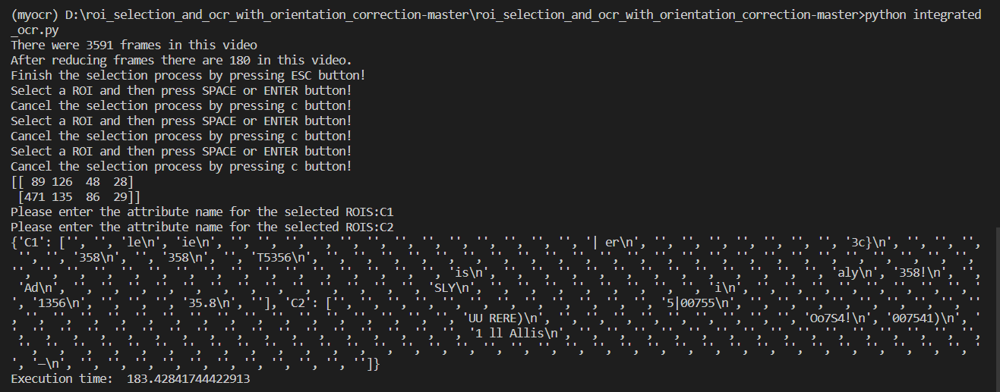 (myocr) D:\roi_selection_and_ocr_with_orientation_correction-master\roi_selection_and_ocr_with_orientation_correction-master>python integrated
_ocr.py
There were 3591 frames in this video
After reducing frames there are 180 in this video.
Finish the selection process by pressing ESC button!
Select a ROI and then press SPACE or ENTER button!
Cancel the selection process by pressing c button!
Select a ROI and then press SPACE or ENTER button!
Cancel the selection process by pressing c button!
Select a ROI and then press SPACE or ENTER button!
Cancel the selection process by pressing c button!
[[ 89 126  48  28]
 [471 135  86  29]]
Please enter the attribute name for the selected ROIS:C1
Please enter the attribute name for the selected ROIS:C2
{'C1': ['', '', 'le\n', 'ie\n', '', '', '', '', '', '', '', '', '', '', '', '', '', '| er\n', '', '', '', '', '', '', '', '3c}\n', '', '', '',
 '', '', '358\n', '', '358\n', '', 'T5356\n', '', '', '', '', '', '', '', '', '', '', '', '', '', '', '', '', '', '', '', '', '', '', '', '',
'', '', '', '', '', '', '', '', '', '', '', '', '', '', '', '', 'is\n', '', '', '', '', '', '', '', '', '', '', '', '', 'aly\n', '358!\n', '',
 'Ad\n', '', '', '', '', '', '', '', '', '', '', '', '', '', 'SLY\n', '', '', '', '', '', '', '', '', 'i\n', '', '', '', '', '', '', '', '', '
', '1356\n', '', '', '', '35.8\n', ''], 'C2': ['', '', '', '', '', '', '', '', '', '', '', '', '5|00755\n', '', '', '', '', '', '', '', '', ''
, '', '', '', '', '', '', '', '', '', '', '', '', '', '', '', '', 'UU RERE)\n', '', '', '', '', '', '', '', '', '', 'Oo7S4!\n', '007541)\n', '
', '', '', '', '', '', '', '', '', '', '', '', '', '', '', '', '', '1 ll Allis\n', '', '', '', '', '', '', '', '', '', '', '', '', '', '', '',
 '', '', '', '', '', '', '', '', '', '', '', '', '', '', '', '', '', '', '', '', '', '', '', '', '', '', '', '', '', '', '', '', '', '', '', '
', '—\n', '', '', '', '', '', '', '', '', '', '', '']}
Execution time:  183.42841744422913